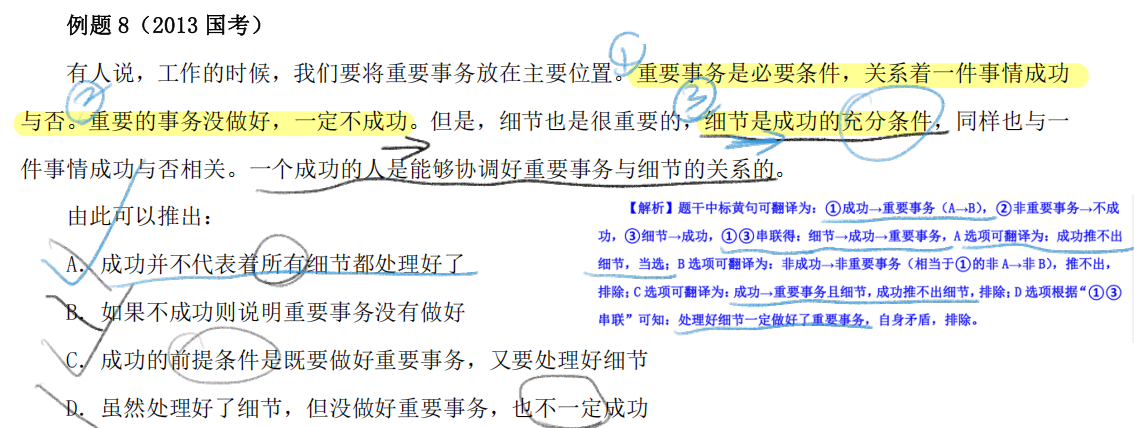 例题 8（2013 国考）
①
有人说，工作的时候，我们要将重要事务放在主要位置。重要事务是必要条件，关系着一件事情成功
② ③
与否。重要的事务没做好，一定不成功。但是，细节也是很重要的，细节是成功的充分条件，同样也与一
件事情成功与否相关。一个成功的人是能够协调好重要事务与细节的关系的。
由此可以推出：
A．成功并不代表着所有细节都处理好了
B．如果不成功则说明重要事务没有做好
C．成功的前提条件是既要做好重要事务，又要处理好细节
D．虽然处理好了细节，但没做好重要事务，也不一定成功
【解析】题干中标黄句可翻译为：①成功→重要事务（A→B），②非重要事务→不成
功，③细节→成功，①③串联得：细节→成功→重要事务，A 选项可翻译为：成功推不出
细节，当选；B 选项可翻译为：非成功→非重要事务（相当于①的非 A→非 B），推不出，
排除；C 选项可翻译为：成功→重要事务且细节，成功推不出细节，排除；D 选项根据“①③
串联”可知：处理好细节一定做好了重要事务，自身矛盾，排除。